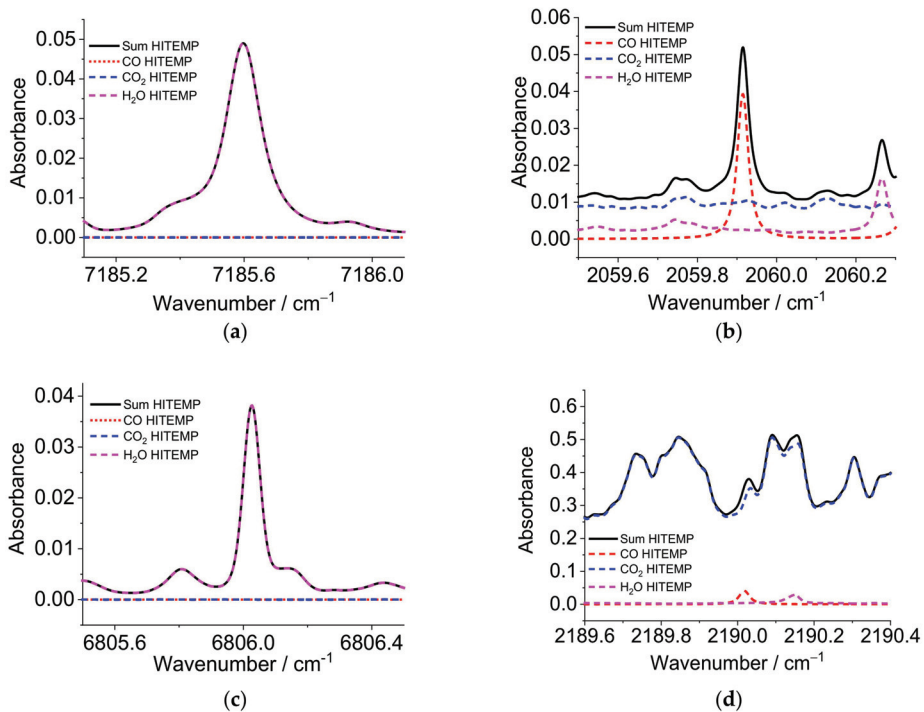 0.05
0.04
0.03
0.02
0.01
0.00
Absorbance
Sum HITEMP
CO HITEMP
CO₂ HITEMP
H₂O HITEMP
7185.2 7185.6 7186.0
Wavenumber / cm⁻¹
(a)
0.06
0.05
0.04
0.03
0.02
0.01
0.00
Absorbance
Sum HITEMP
CO HITEMP
CO₂ HITEMP
H₂O HITEMP
2059.6 2059.8 2060.0 2060.2
Wavenumber / cm⁻¹
(b)
0.04
0.03
0.02
0.01
0.00
Absorbance
Sum HITEMP
CO HITEMP
CO₂ HITEMP
H₂O HITEMP
6805.6 6806.0 6806.4
Wavenumber / cm⁻¹
(c)
0.6
0.5
0.4
0.3
0.2
0.1
0.0
Absorbance
Sum HITEMP
CO HITEMP
CO₂ HITEMP
H₂O HITEMP
2189.6 2189.8 2190.0 2190.2 2190.4
Wavenumber / cm⁻¹
(d)